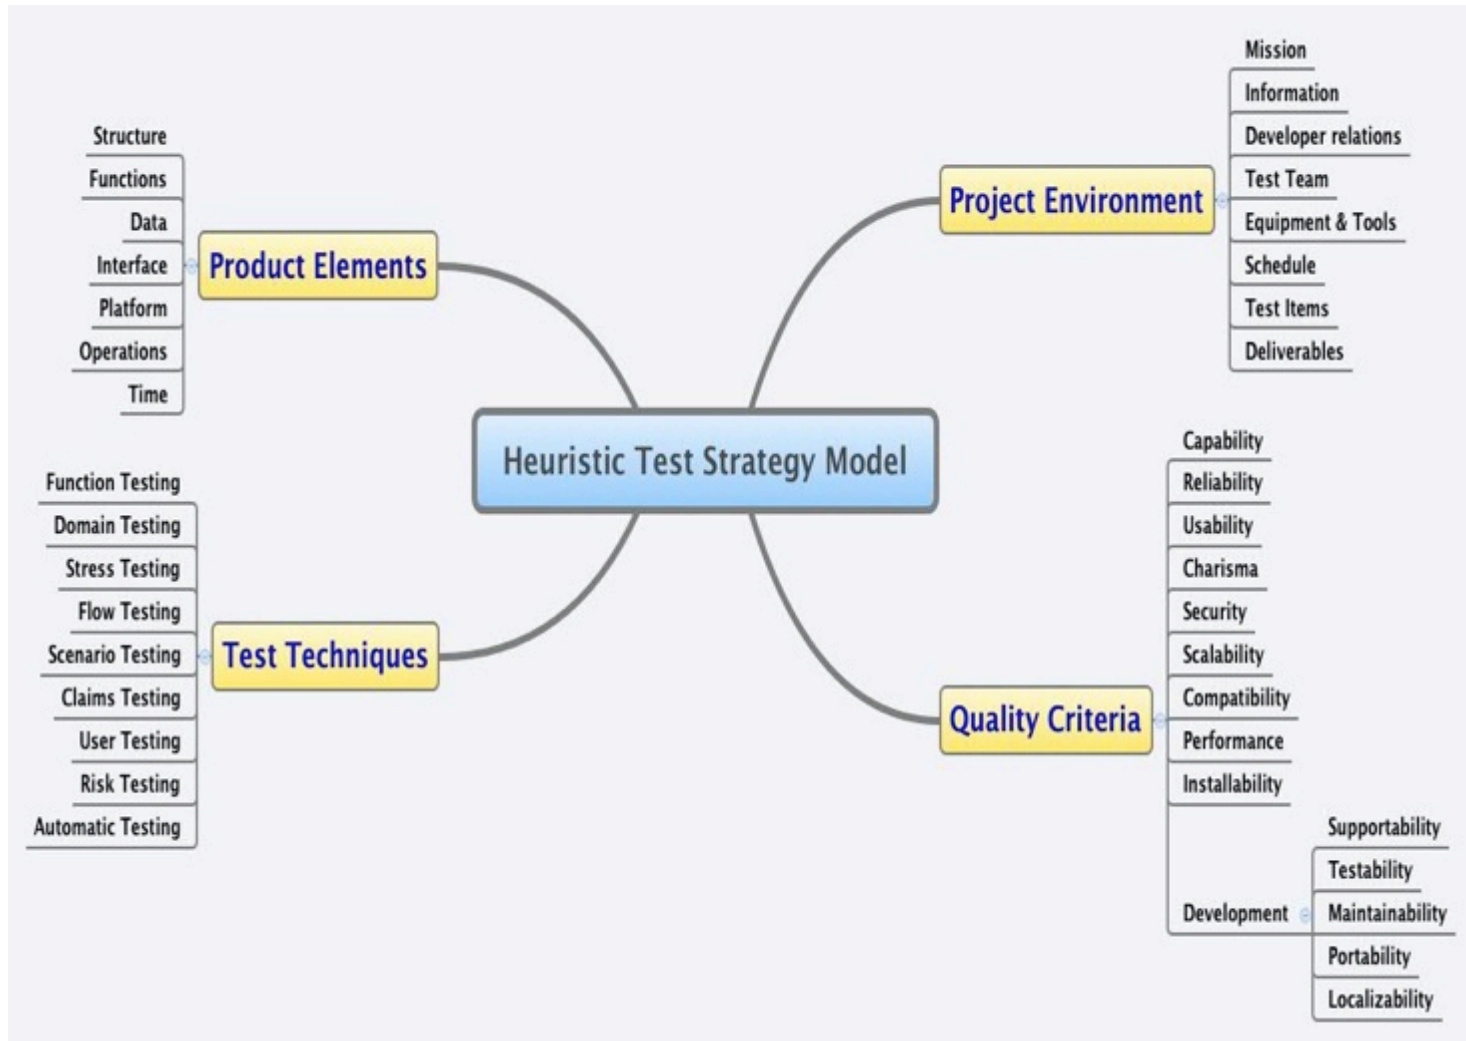 Heuristic Test Strategy Model
Product Elements
Structure
Functions
Data
Interface
Platform
Operations
Time
Test Techniques
Function Testing
Domain Testing
Stress Testing
Flow Testing
Scenario Testing
Claims Testing
User Testing
Risk Testing
Automatic Testing
Project Environment
Mission
Information
Developer relations
Test Team
Equipment & Tools
Schedule
Test Items
Deliverables
Quality Criteria
Capability
Reliability
Usability
Charisma
Security
Scalability
Compatibility
Performance
Installability
Development
Supportability
Testability
Maintainability
Portability
Localizability